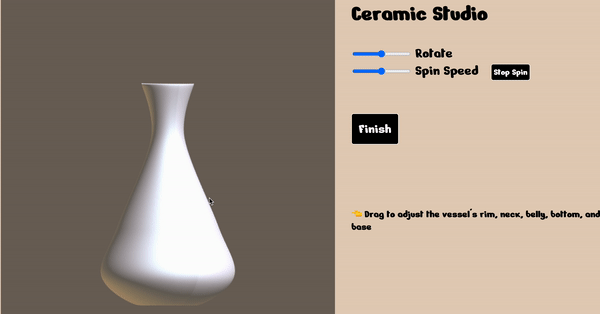 Ceramic Studio
Rotate
Spin Speed
Stop Spin
Finish
👈 Drag to adjust the vessel's rim, neck, belly, bottom, and
base